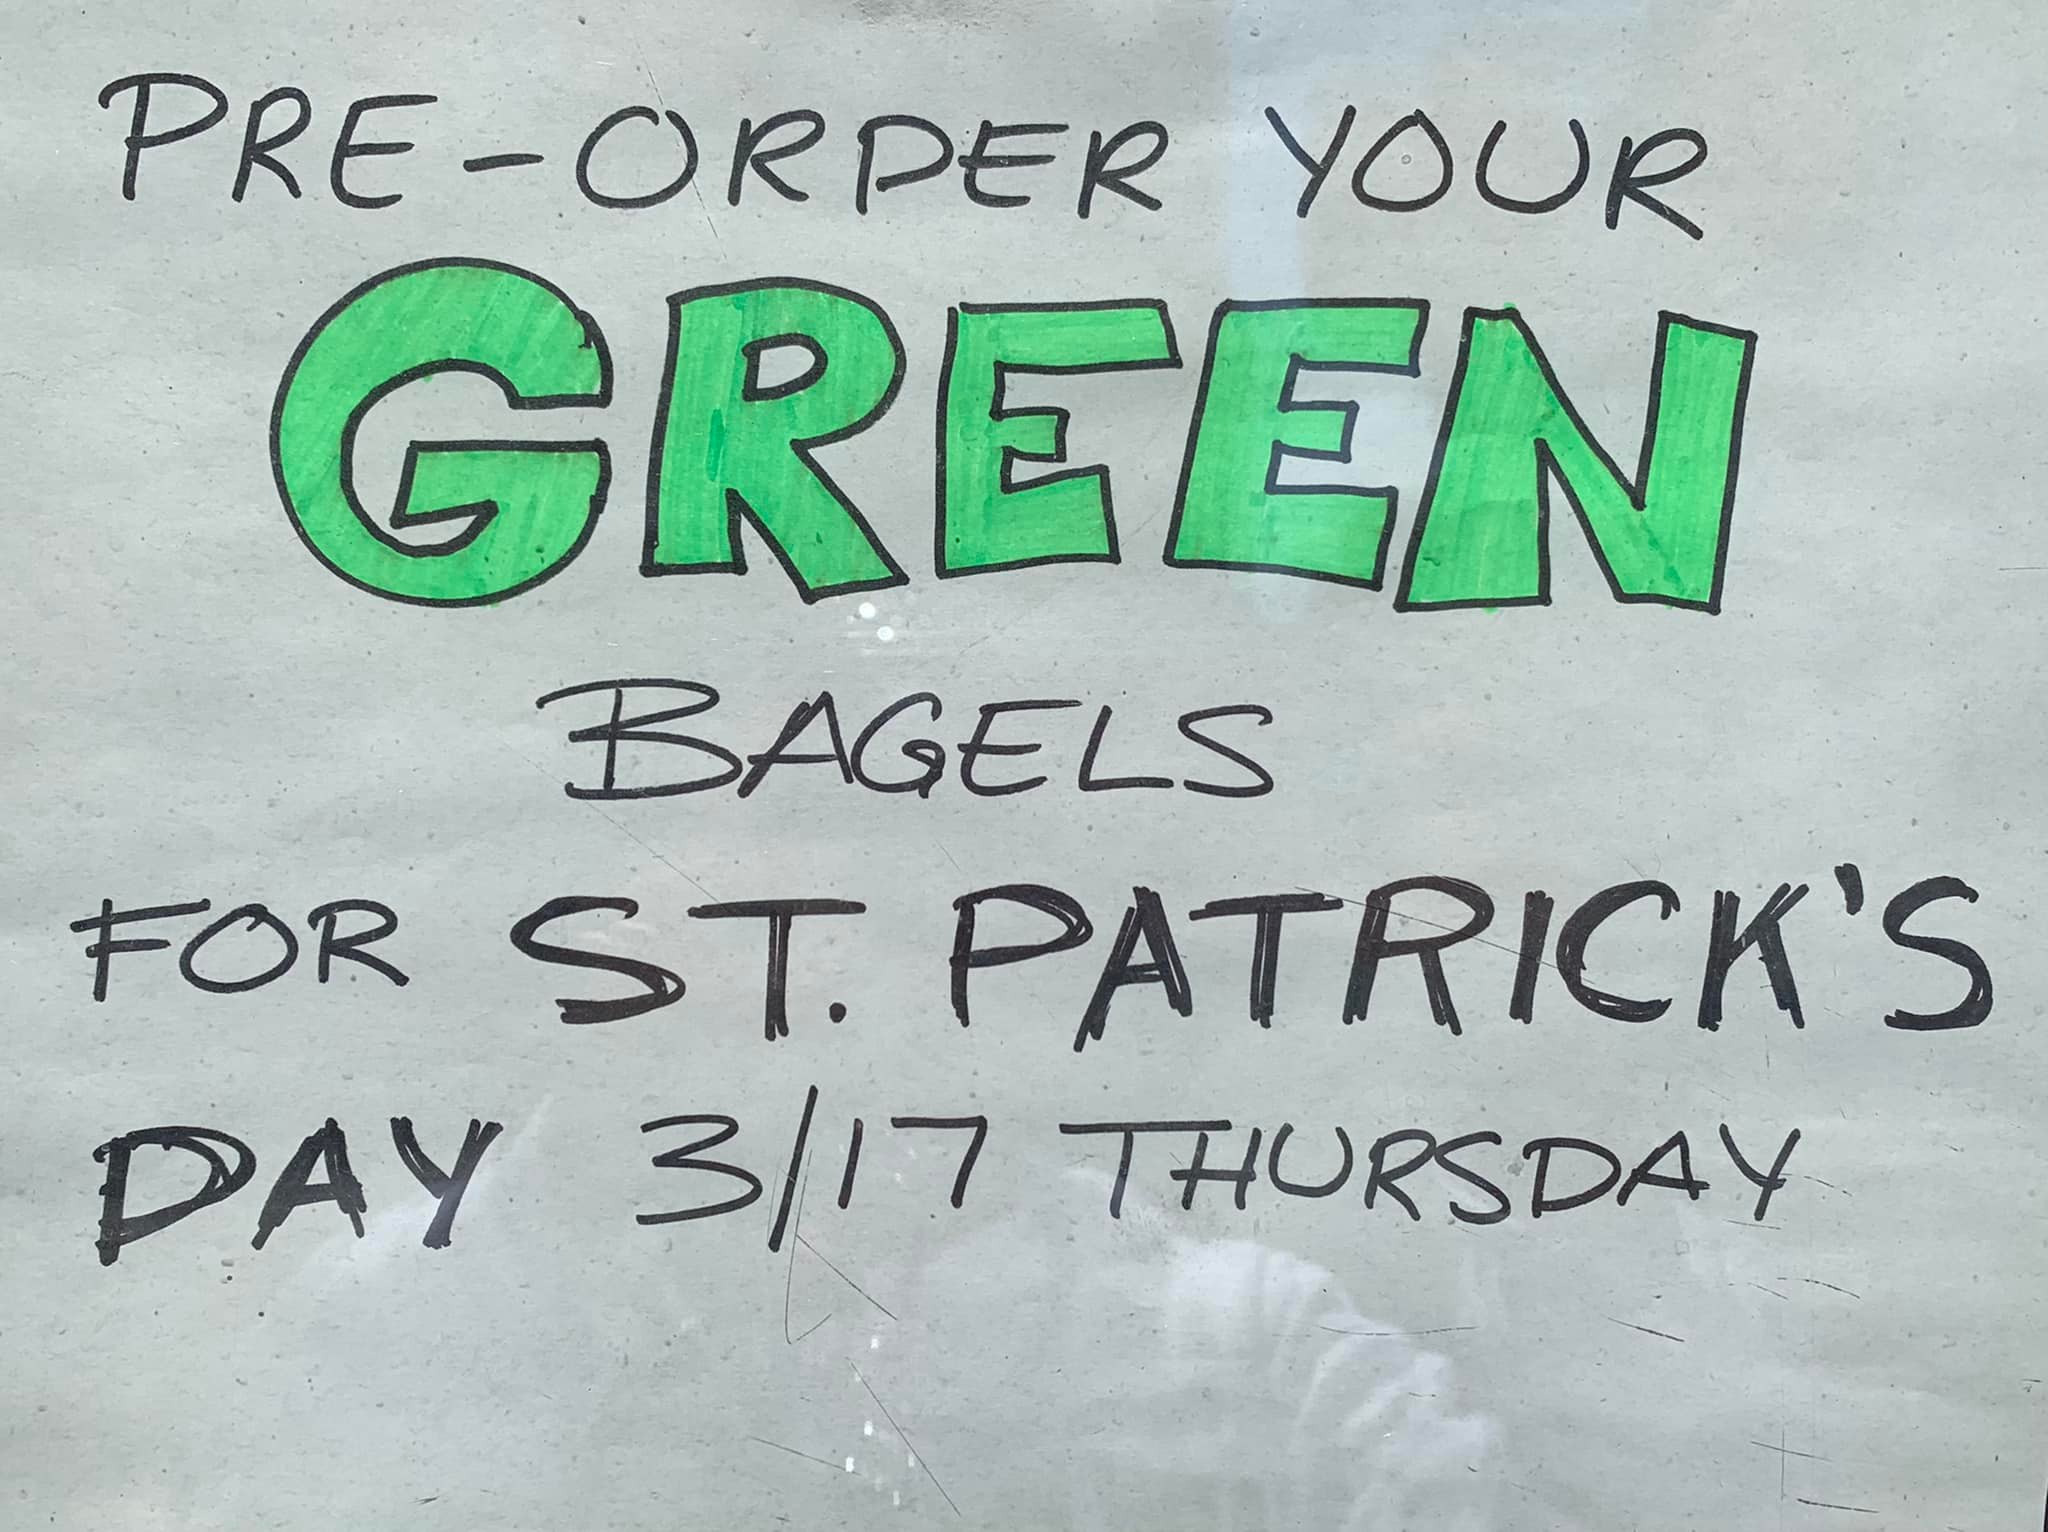 PRE-ORDER YOUR
GREEN
BAGELS
FOR ST. PATRICK'S
DAY 3/17 THURSDAY